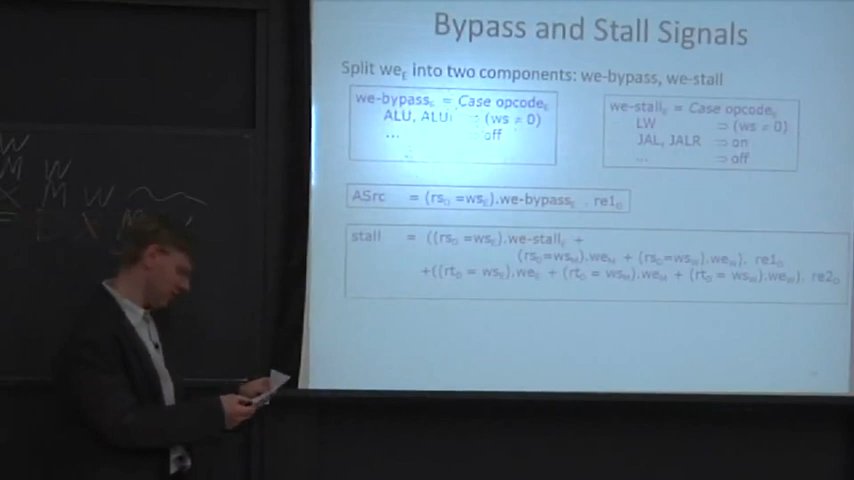 Bypass and Stall Signals
Split weE into two components: we-bypass, we-stall
we-bypassE = Case opcodeE
ALU, ALUi ⇒ (ws ≠ 0)
... off
we-stallE = Case opcodeE
LW ⇒ (ws ≠ 0)
JAL, JALR ⇒ on
... ⇒ off
ASrc = (rsD =wsE).we-bypassE . re1D
stall = ((rsD =wsE).we-stallE +
(rsD=wsM).weM + (rsD=wsW).weW). re1D
+((rtD = wsE).weE + (rtD = wsM).weM + (rtD = wsW).weW). re2D
W
M W
X M W